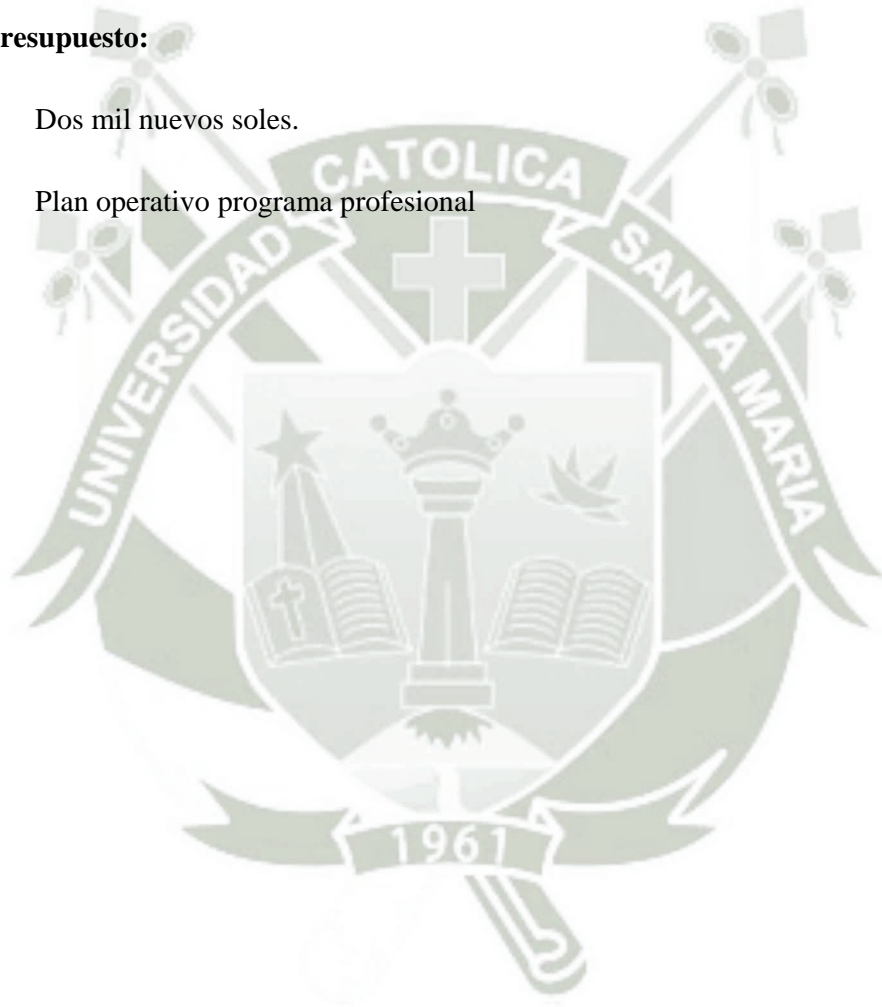 resupuesto:
Dos mil nuevos soles.
Plan operativo programa profesional
UNIVERSIDAD CATOLICA SANTA MARIA
1961